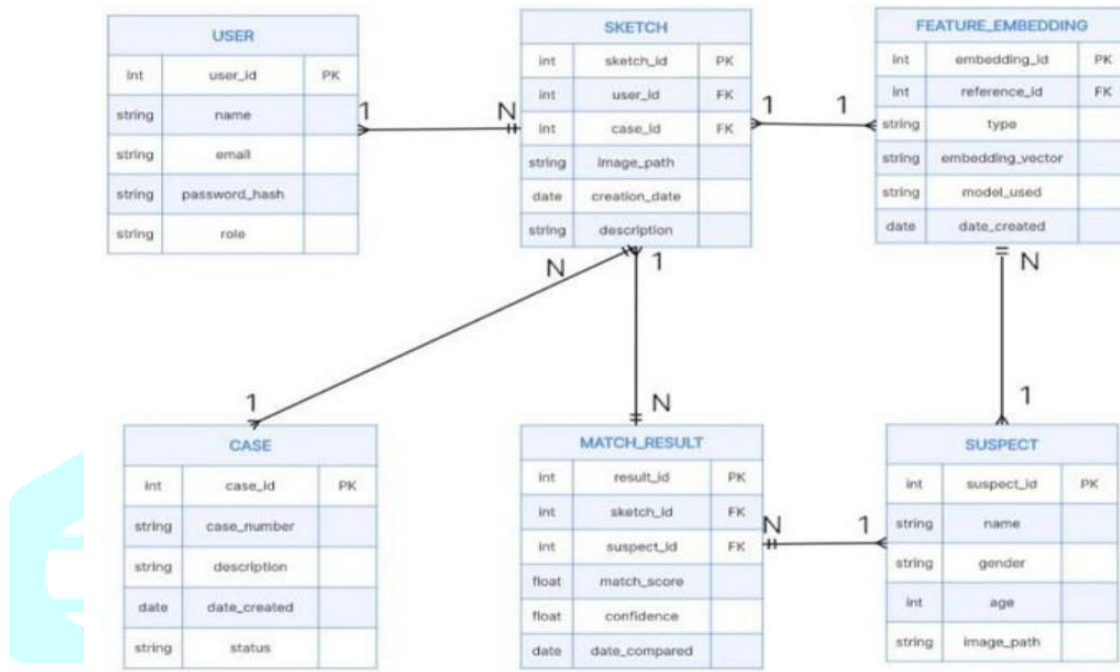 USER
int user_id PK
string name
string email
string password_hash
string role
1 N
SKETCH
int sketch_id PK
int user_id FK
int case_id FK
string image_path
date creation_date
string description
1 1
FEATURE_EMBEDDING
int embedding_id PK
int reference_id FK
string type
string embedding_vector
string model_used
date date_created
N 1
1 N
N 1
CASE
int case_id PK
string case_number
string description
date date_created
string status
MATCH_RESULT
int result_id PK
int sketch_id FK
int suspect_id FK
float match_score
float confidence
date date_compared
N 1
SUSPECT
int suspect_id PK
string name
string gender
int age
string image_path